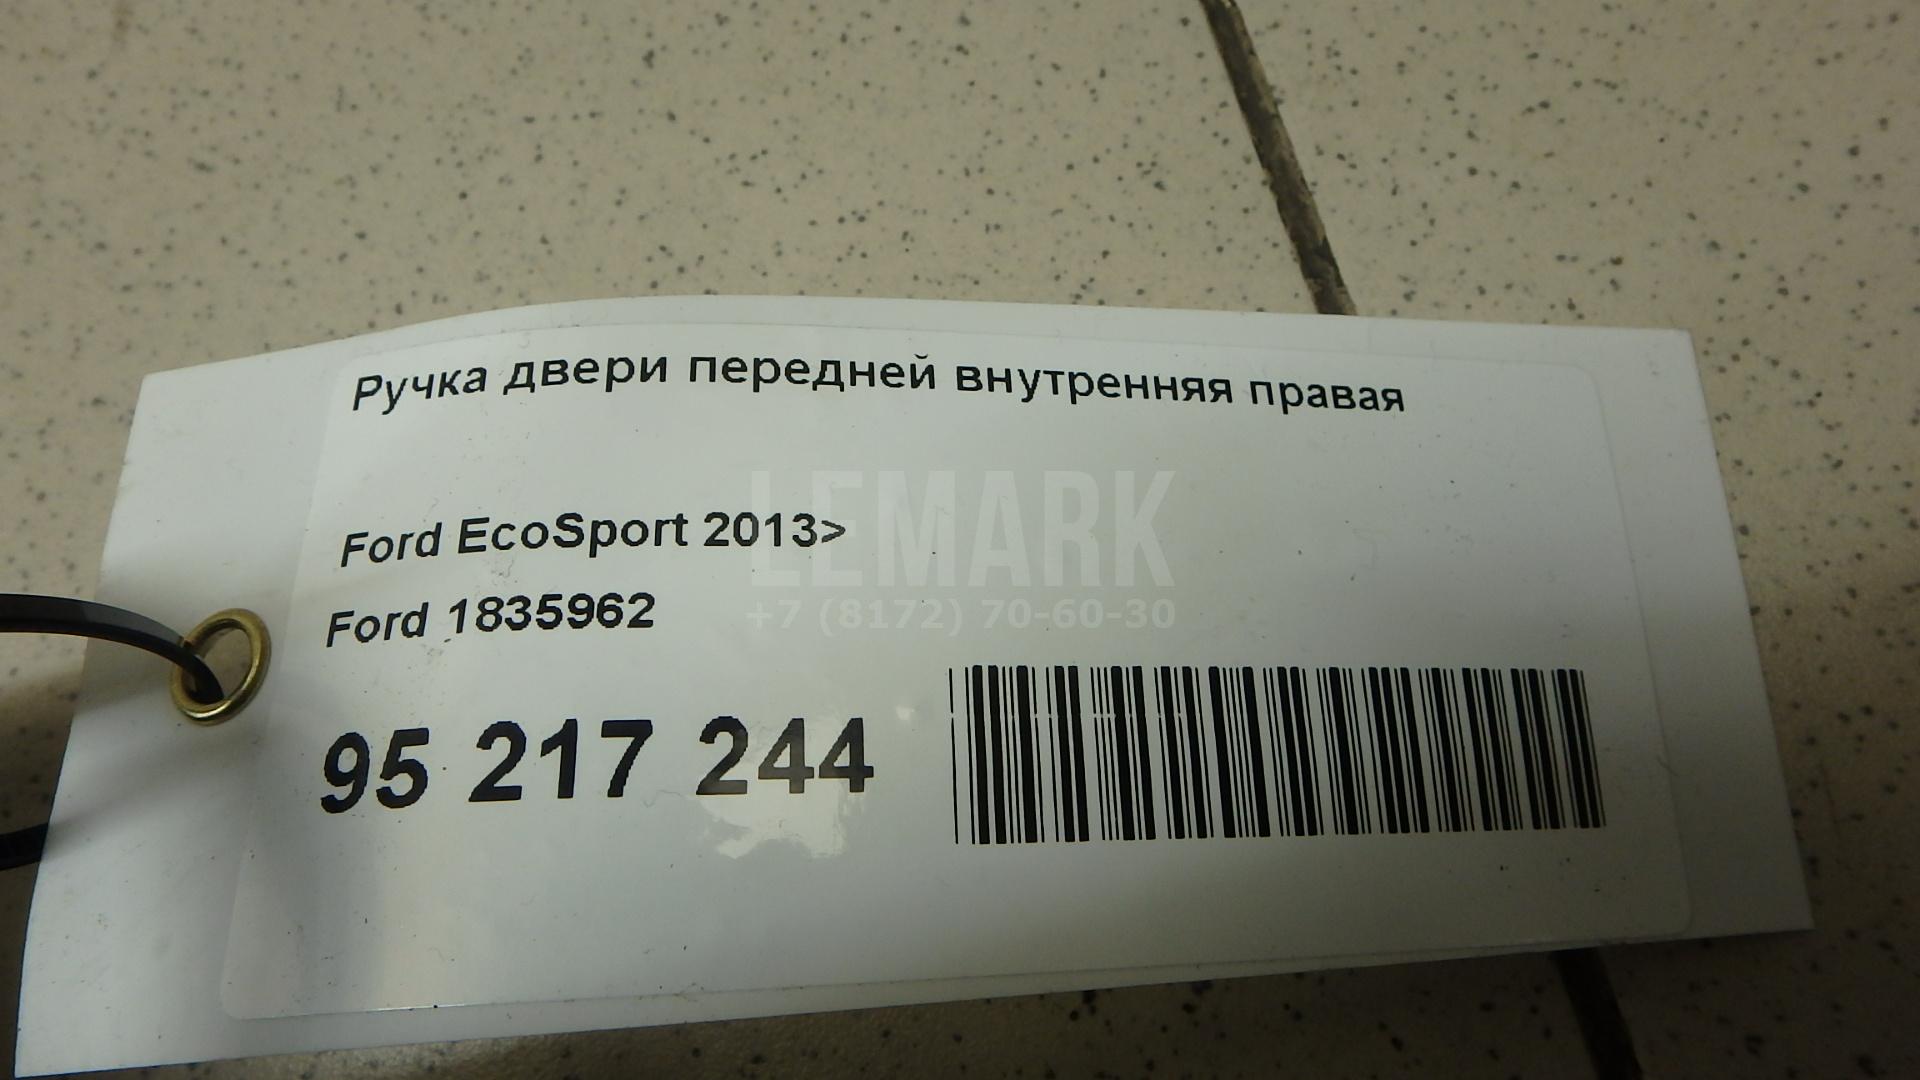 Ручка двери передней внутренняя правая
LEMARK
Ford EcoSport 2013>
Ford 1835962
+7 (8172) 70-60-30
95 217 244